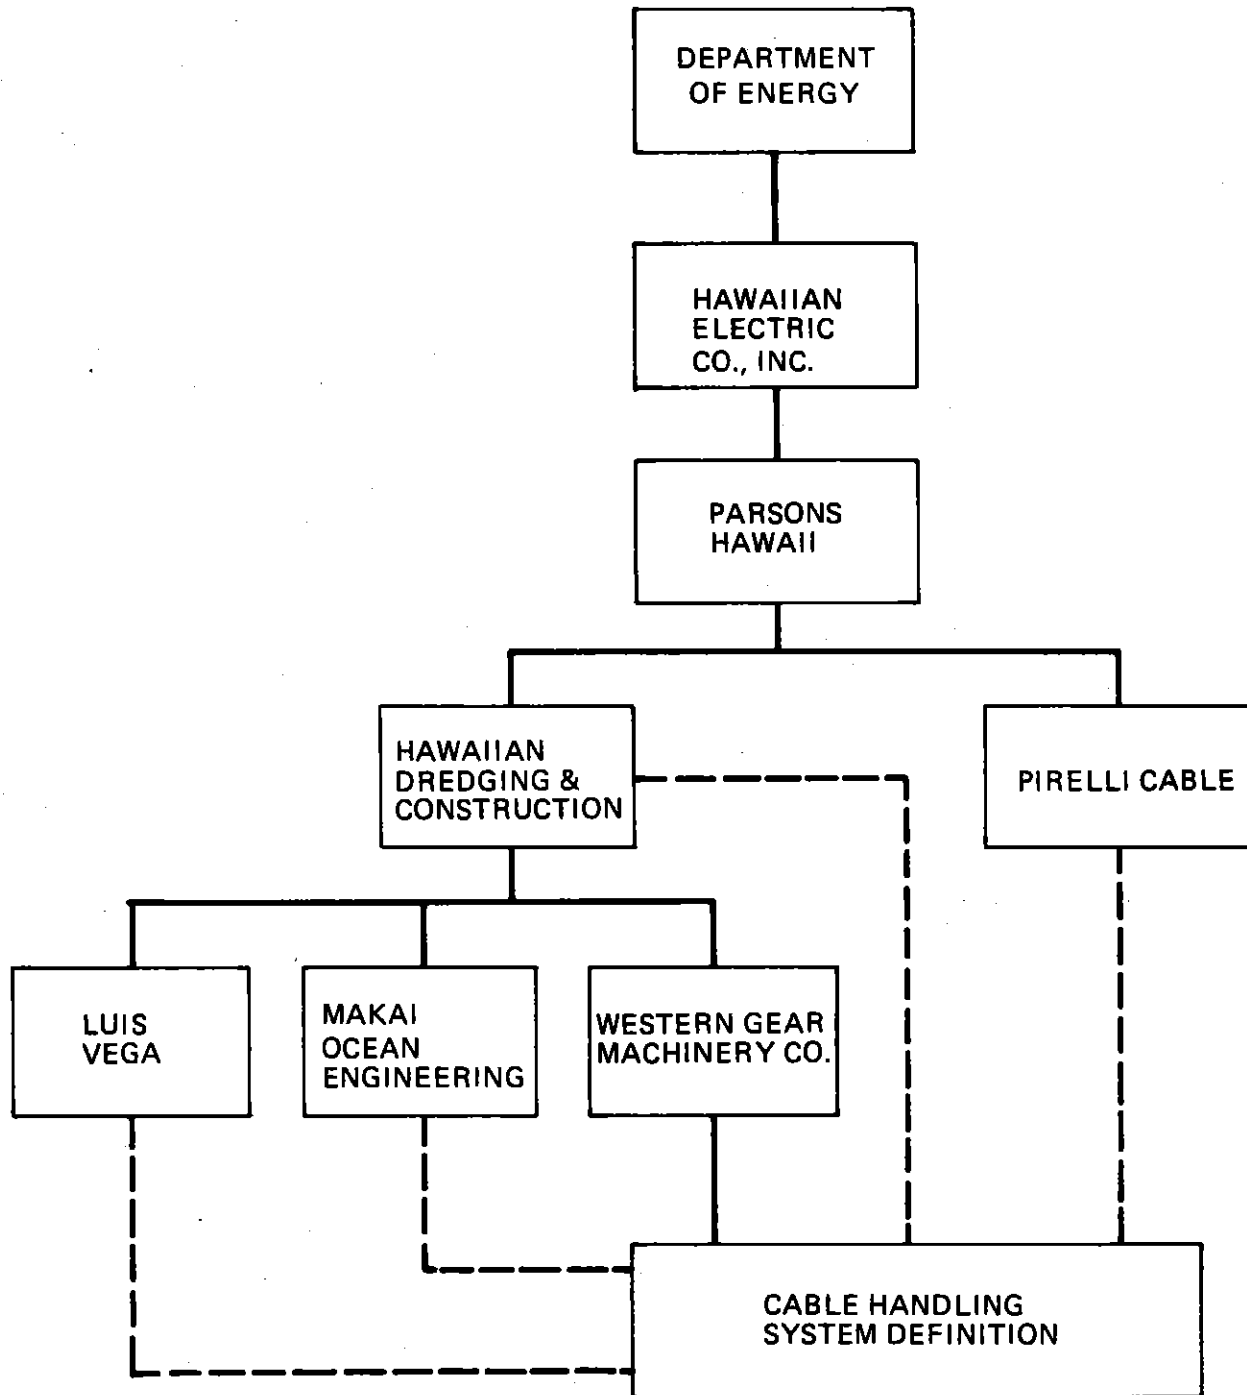 DEPARTMENT
OF ENERGY
HAWAIIAN
ELECTRIC
CO., INC.
PARSONS
HAWAII
HAWAIIAN
DREDGING &
CONSTRUCTION
PIRELLI CABLE
LUIS
VEGA
MAKAI
OCEAN
ENGINEERING
WESTERN GEAR
MACHINERY CO.
CABLE HANDLING
SYSTEM DEFINITION